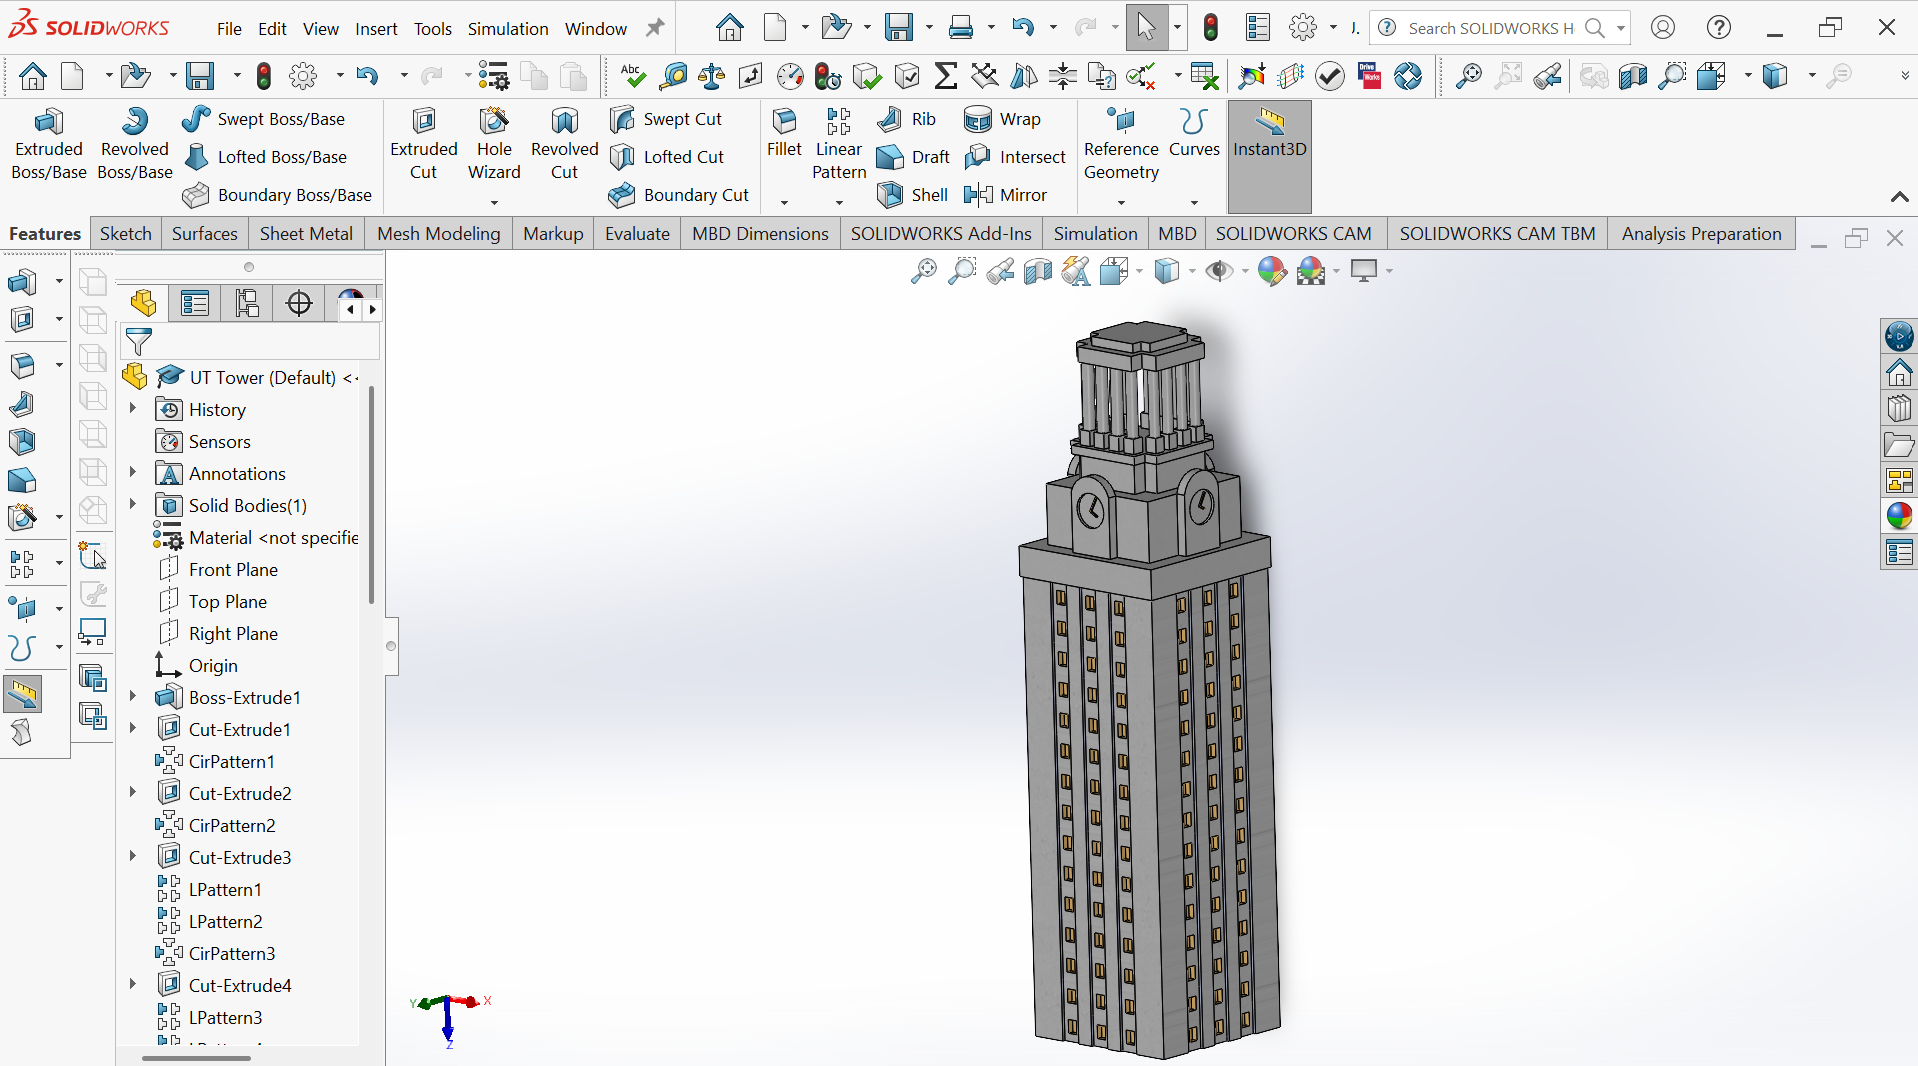 SOLIDWORKS
File Edit View Insert Tools Simulation Window
J.
Search SOLIDWORKS H
Abc
Drive Works
Extruded Boss/Base
Revolved Boss/Base
Swept Boss/Base
Lofted Boss/Base
Boundary Boss/Base
Extruded Cut
Hole Wizard
Revolved Cut
Swept Cut
Lofted Cut
Boundary Cut
Fillet
Linear Pattern
Rib
Draft
Shell
Wrap
Intersect
Mirror
Reference Geometry
Curves
Instant3D
Features Sketch Surfaces Sheet Metal Mesh Modeling Markup Evaluate MBD Dimensions SOLIDWORKS Add-Ins Simulation MBD SOLIDWORKS CAM SOLIDWORKS CAM TBM Analysis Preparation
UT Tower (Default) <<
History
Sensors
Annotations
Solid Bodies(1)
Material <not specifie
Front Plane
Top Plane
Right Plane
Origin
Boss-Extrude1
Cut-Extrude1
CirPattern1
Cut-Extrude2
CirPattern2
Cut-Extrude3
LPattern1
LPattern2
CirPattern3
Cut-Extrude4
LPattern3
Y X
Z